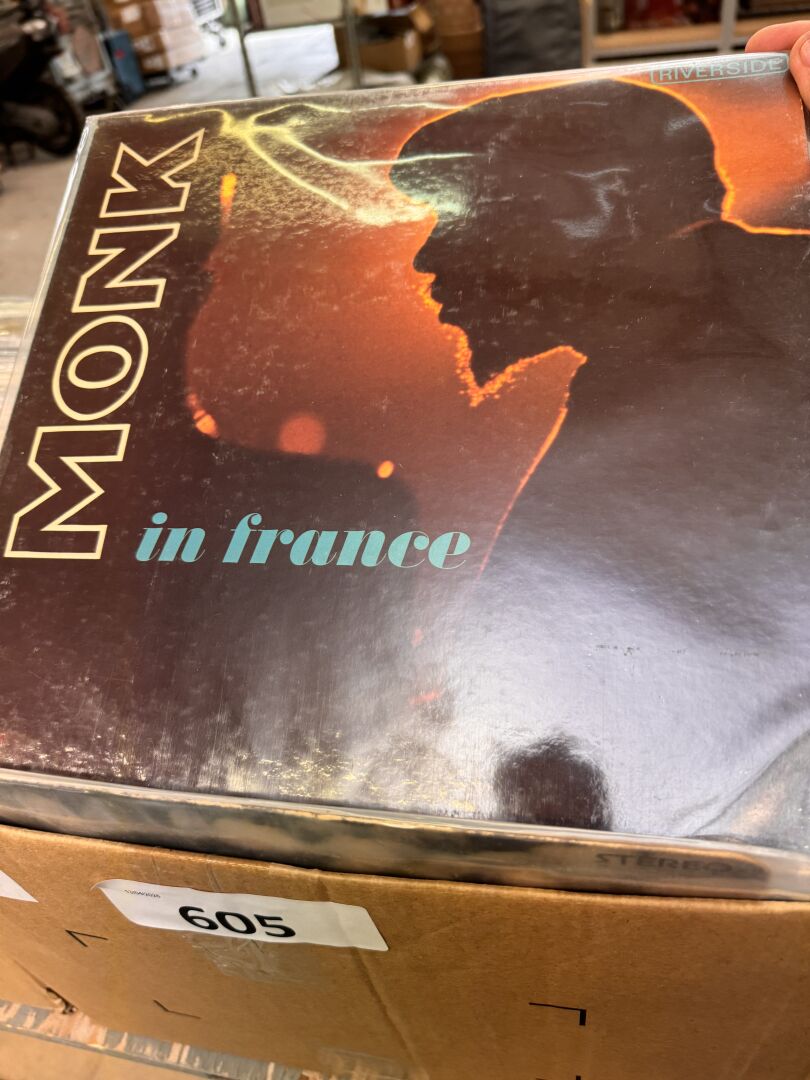 RIVERSIDE
MONK
in france
STEREO
605